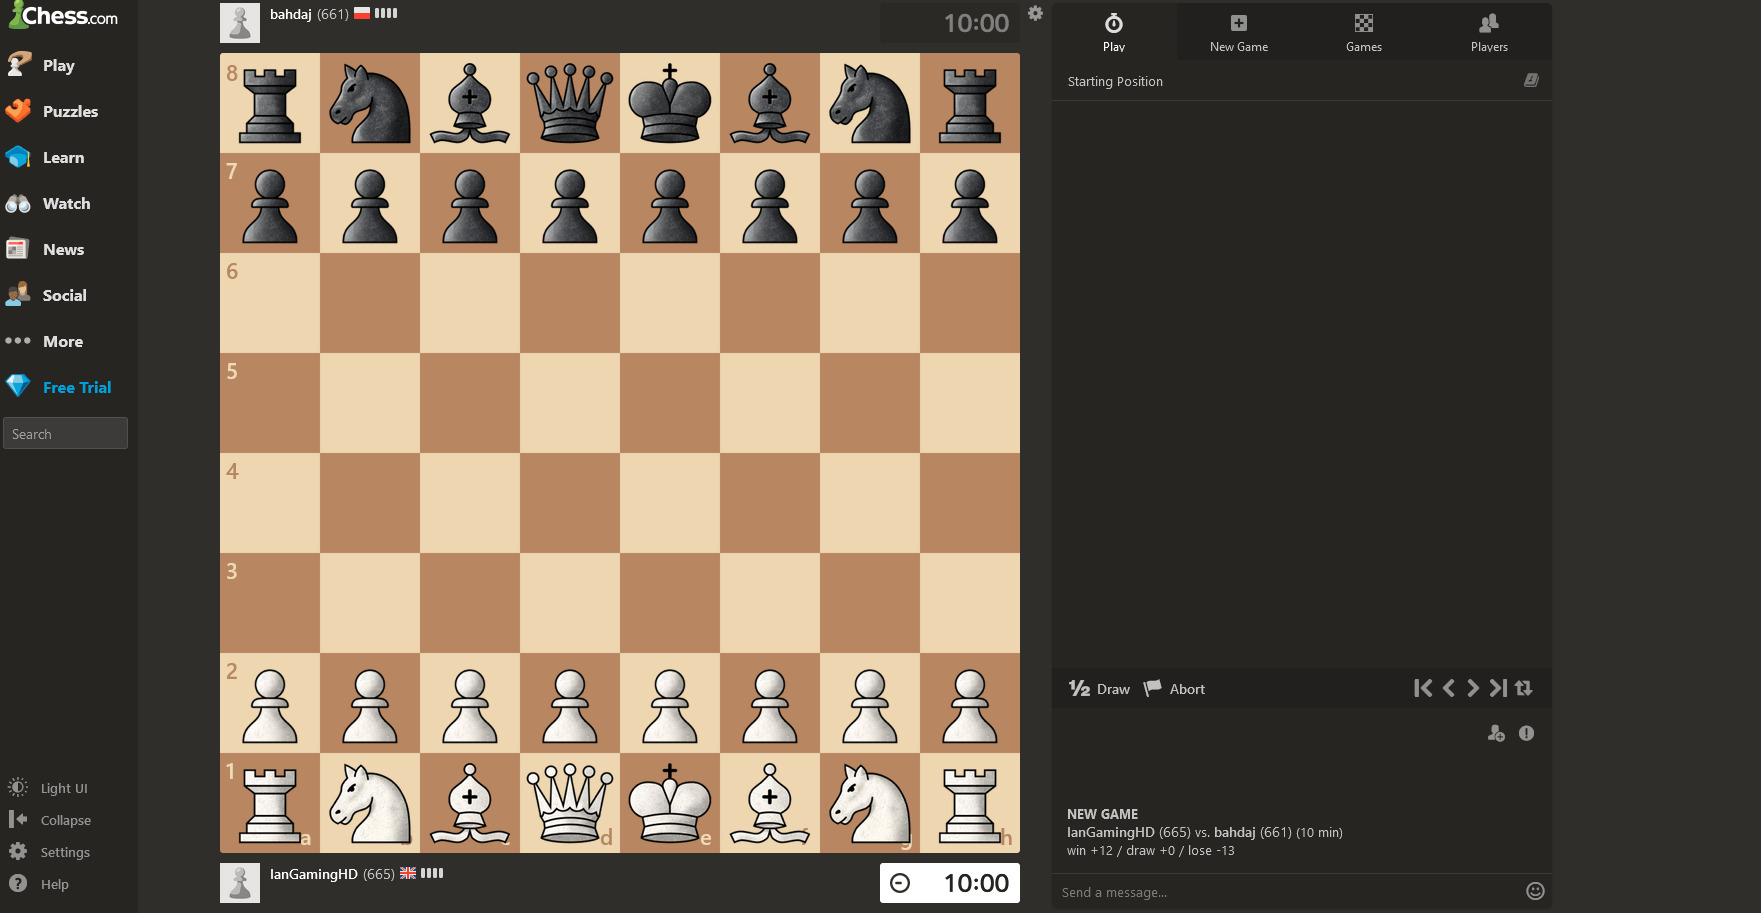 Chess.com
Play
Puzzles
Learn
Watch
News
Social
More
Free Trial
Search
Light UI
Collapse
Settings
Help
bahdaj (661)
10:00
8
7
6
5
4
3
2
1
a
b
c
d
e
f
g
h
IanGamingHD (665)
10:00
Play
New Game
Games
Players
Starting Position
½ Draw
Abort
NEW GAME
IanGamingHD (665) vs. bahdaj (661) (10 min)
win +12 / draw +0 / lose -13
Send a message...